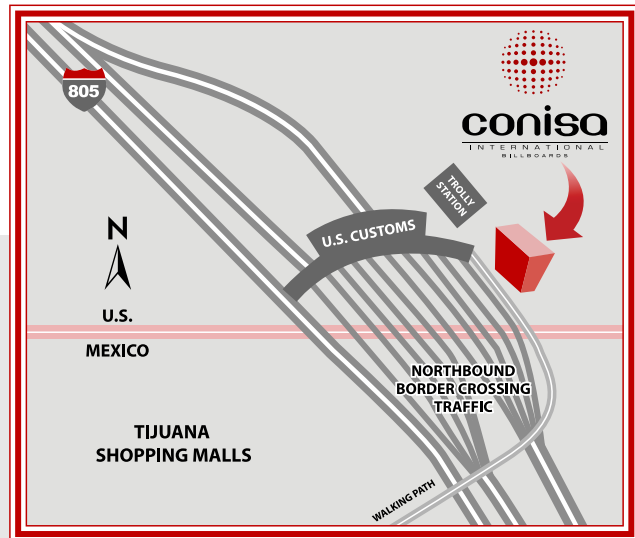 805
conisa
INTERNATIONAL
BILLBOARDS
TROLLY
STATION
U.S. CUSTOMS
N
U.S.
MEXICO
NORTHBOUND
BORDER CROSSING
TRAFFIC
TIJUANA
SHOPPING MALLS
WALKING PATH